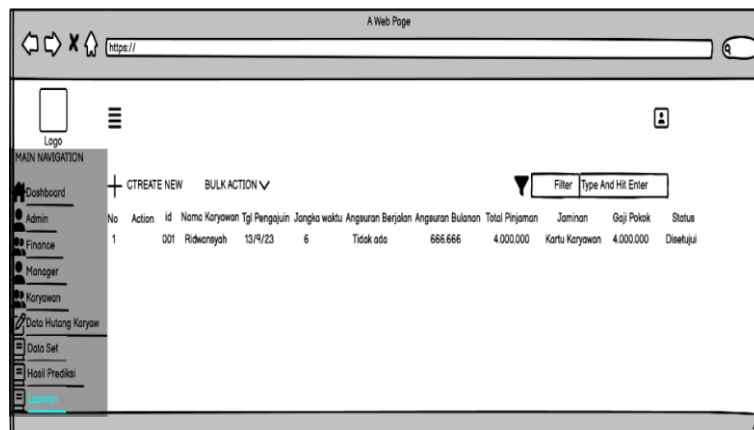 A Web Page
https://
Logo
MAIN NAVIGATION
Dashboard
Admin
Finance
Manager
Karyawan
Data Hutang Karyaw
Data Set
Hasil Prediksi
Laporan
CTREATE NEW BULK ACTION Filter Type And Hit Enter
No Action id Nama Karyawan Tgl Pengajuin Jangka waktu Angsuran Berjalan Angsuran Bulanan Total Pinjaman Jaminan Gaji Pokok Status
1 001 Ridwansyah 13/9/23 6 Tidak ada 666.666 4.000.000 Kartu Karyawan 4.000.000 Disetujui